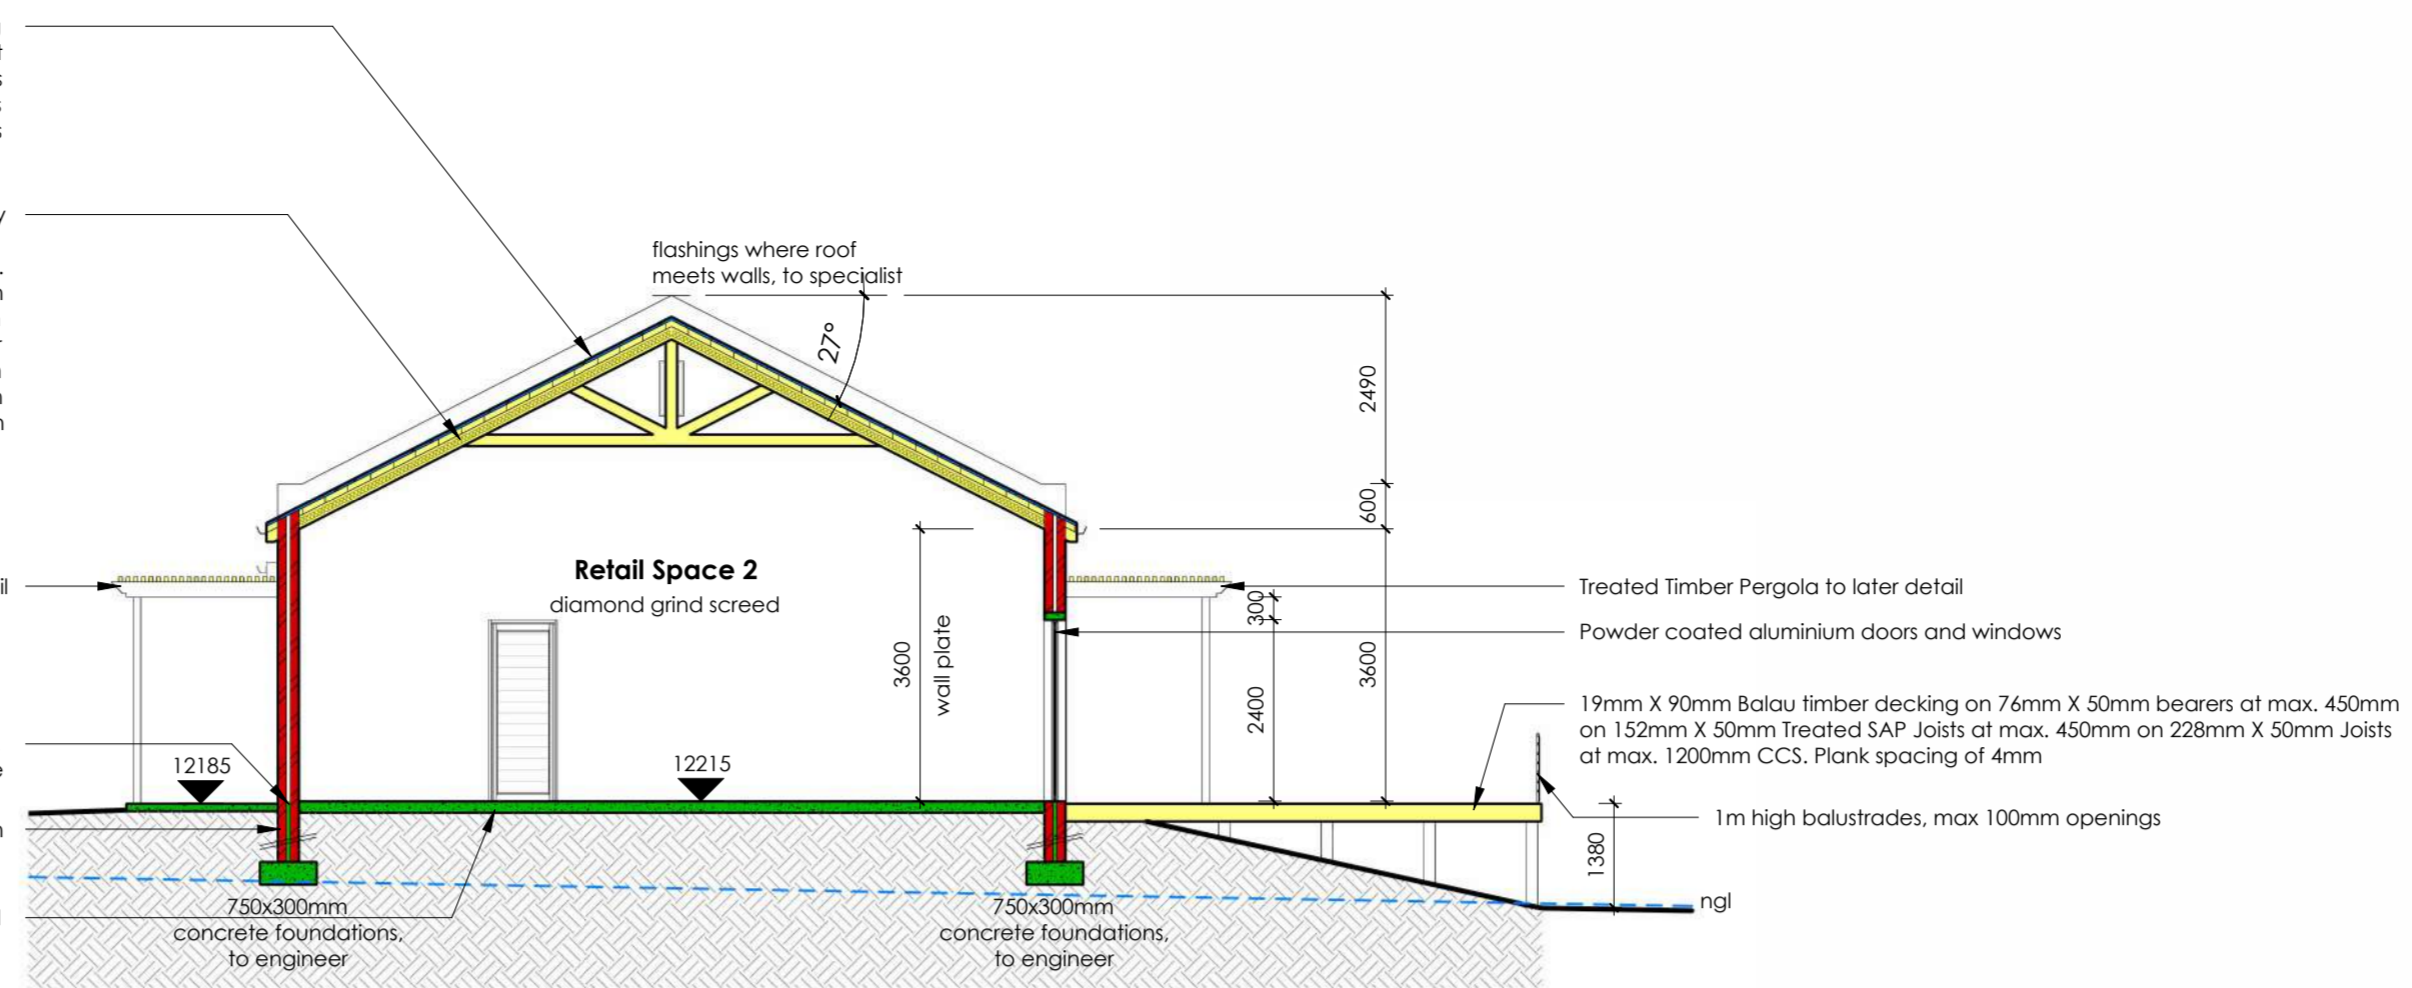 flashings where roof
meets walls, to specialist
27°
2490
600
Retail Space 2
diamond grind screed
3600
wall plate
300
2400
3600
Treated Timber Pergola to later detail
Powder coated aluminium doors and windows
19mm X 90mm Balau timber decking on 76mm X 50mm bearers at max. 450mm
on 152mm X 50mm Treated SAP Joists at max. 450mm on 228mm X 50mm Joists
at max. 1200mm CCS. Plank spacing of 4mm
12185
12215
1m high balustrades, max 100mm openings
1380
ngl
750x300mm
concrete foundations,
to engineer
750x300mm
concrete foundations,
to engineer